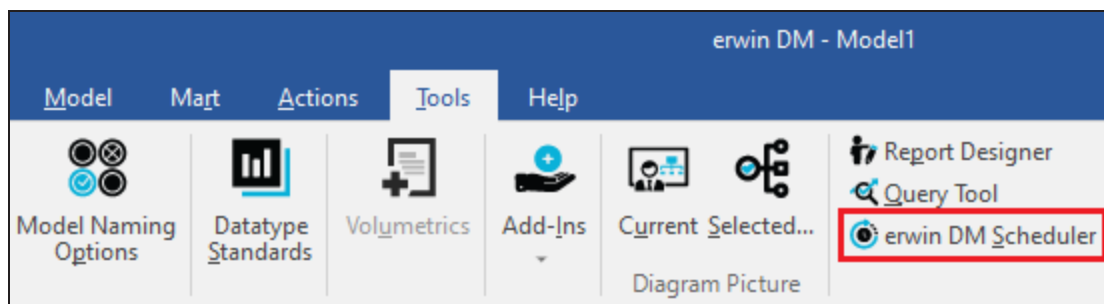 erwin DM - Model1
Model Mart Actions Tools Help
Model Naming
Options
Datatype
Standards
Volumetrics
Add-Ins
Current Selected...
Diagram Picture
Report Designer
Query Tool
erwin DM Scheduler